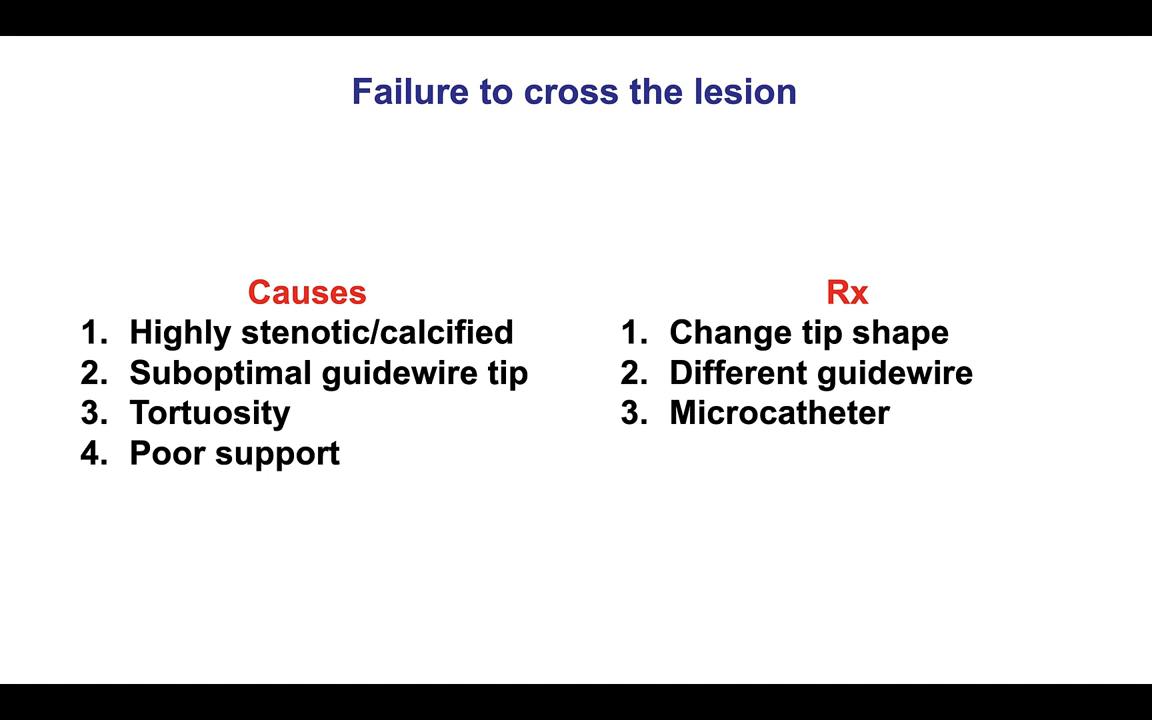 Failure to cross the lesion
Causes
1. Highly stenotic/calcified
2. Suboptimal guidewire tip
3. Tortuosity
4. Poor support
Rx
1. Change tip shape
2. Different guidewire
3. Microcatheter